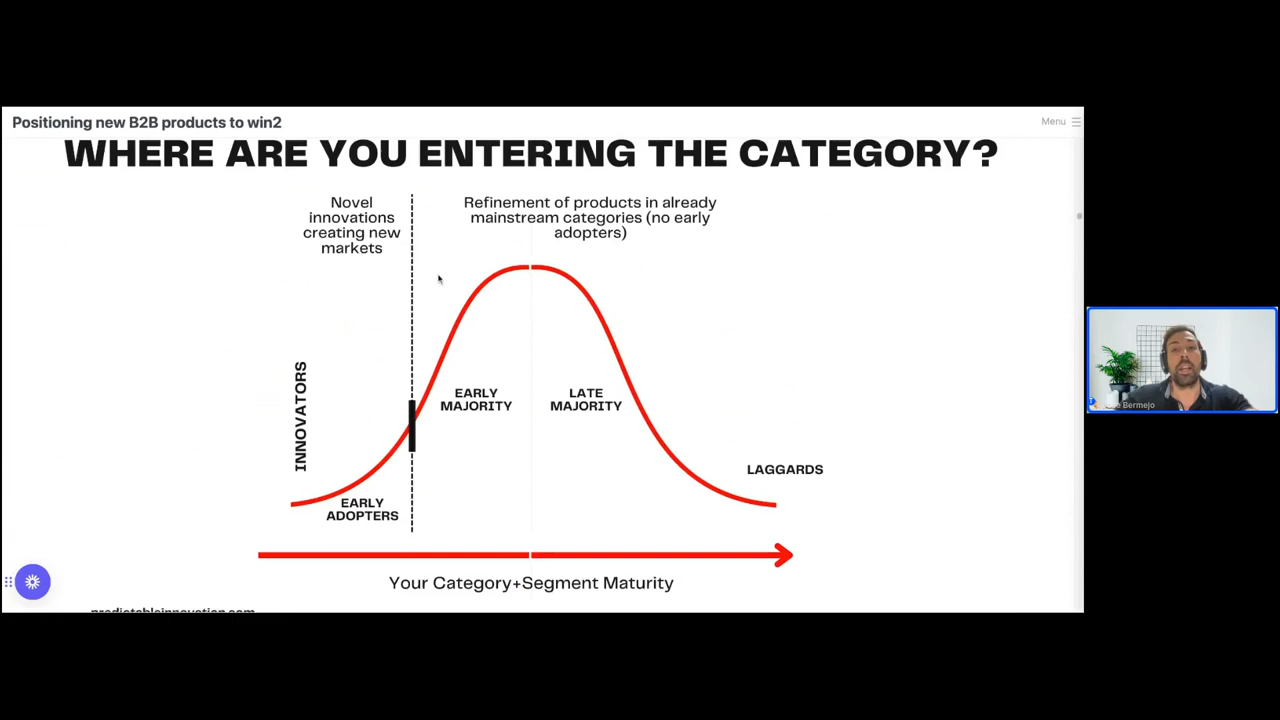 Positioning new B2B products to win2
Menu
WHERE ARE YOU ENTERING THE CATEGORY?
Novel
innovations
creating new
markets
Refinement of products in already
mainstream categories (no early
adopters)
INNOVATORS
EARLY
ADOPTERS
EARLY
MAJORITY
LATE
MAJORITY
LAGGARDS
Your Category+Segment Maturity
predictableinnovation.com
Bermejo